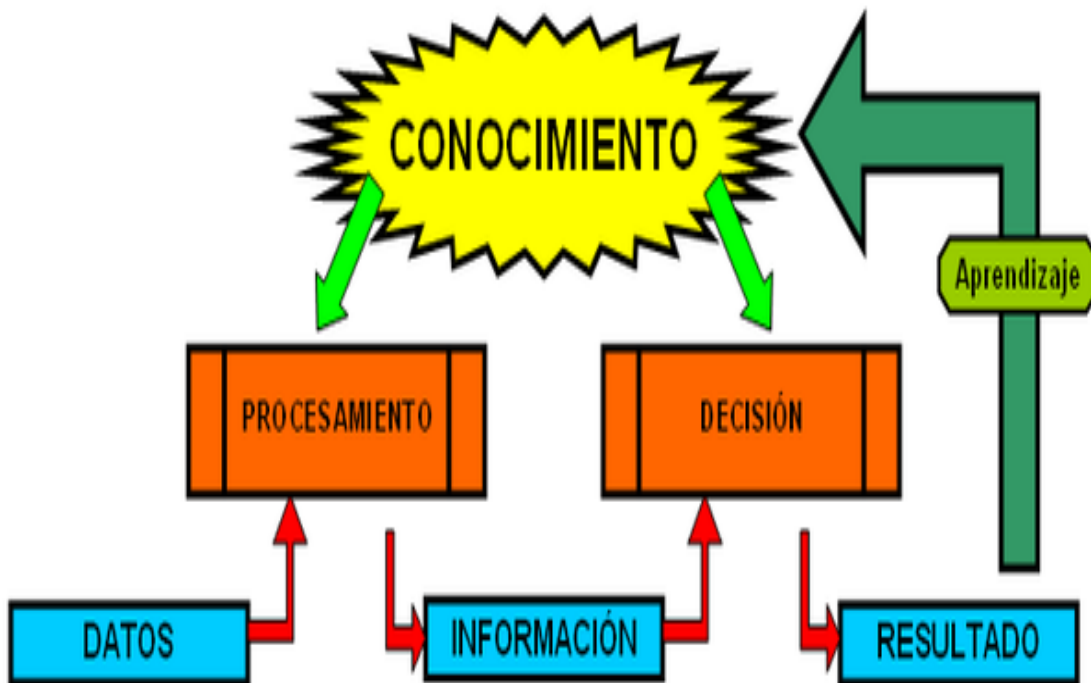 CONOCIMIENTO
Aprendizaje
PROCESAMIENTO
DECISIÓN
DATOS
INFORMACIÓN
RESULTADO